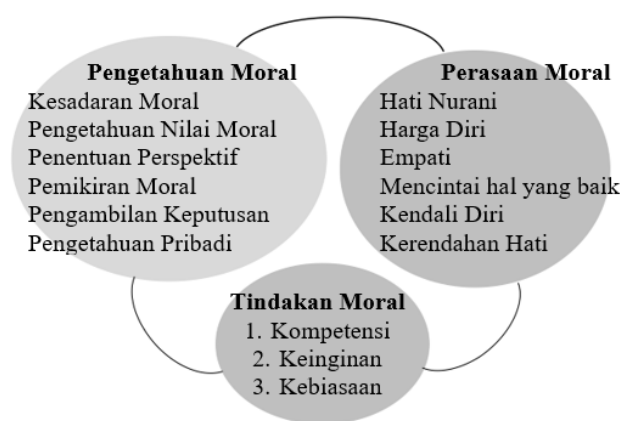 Pengetahuan Moral
Kesadaran Moral
Pengetahuan Nilai Moral
Penentuan Perspektif
Pemikiran Moral
Pengambilan Keputusan
Pengetahuan Pribadi
Perasaan Moral
Hati Nurani
Harga Diri
Empati
Mencintai hal yang baik
Kendali Diri
Kerendahan Hati
Tindakan Moral
1. Kompetensi
2. Keinginan
3. Kebiasaan